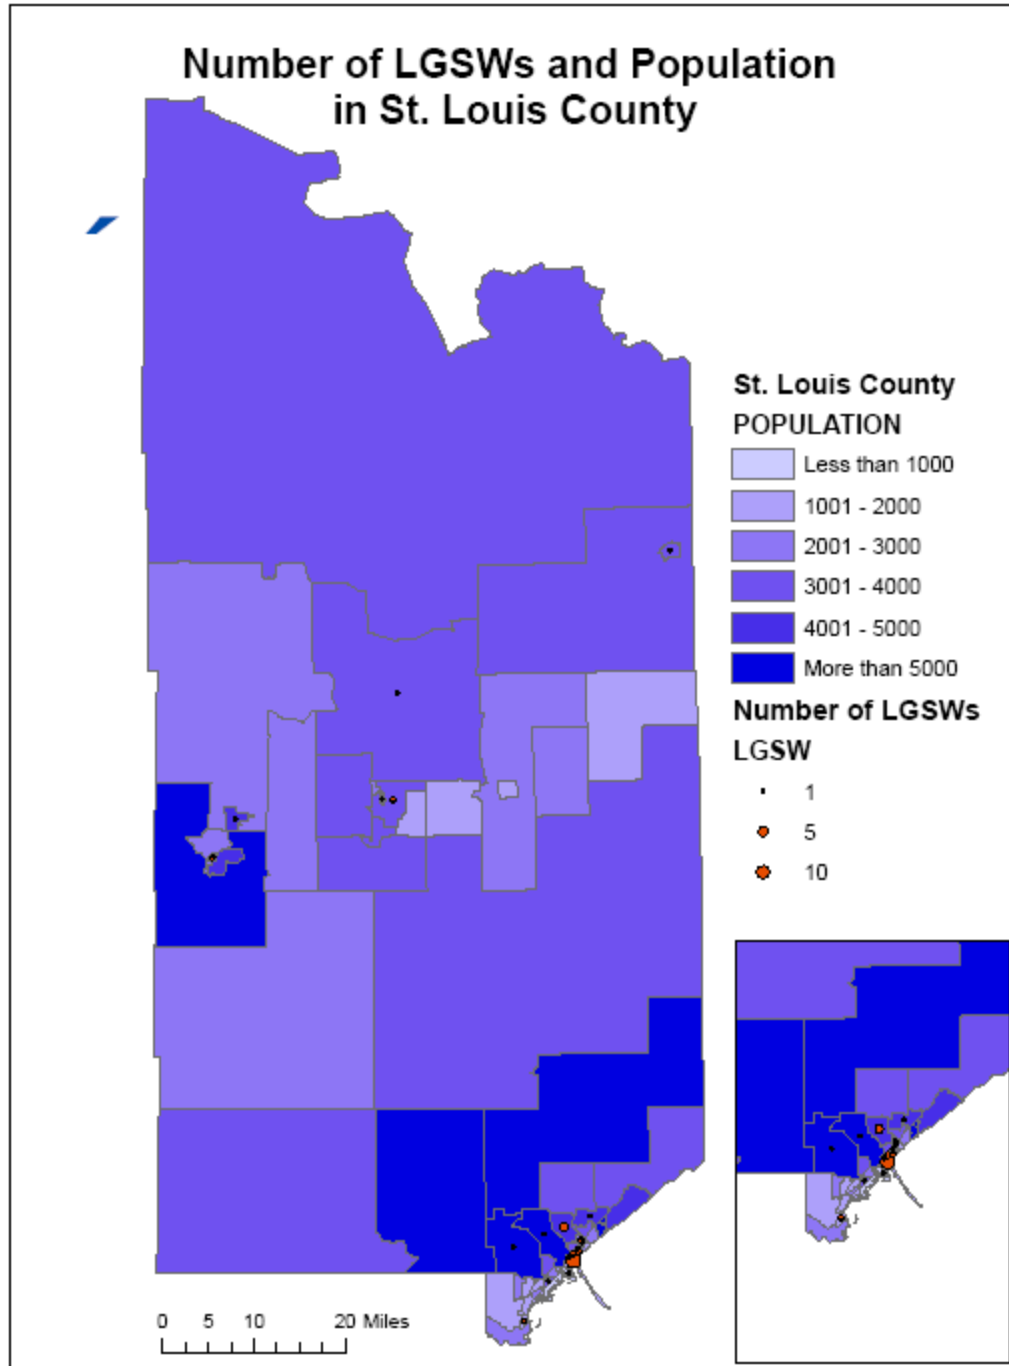 Number of LGSWs and Population
in St. Louis County
St. Louis County
POPULATION
Less than 1000
1001 - 2000
2001 - 3000
3001 - 4000
4001 - 5000
More than 5000
Number of LGSWs
LGSW
1
5
10
0 5 10 20 Miles